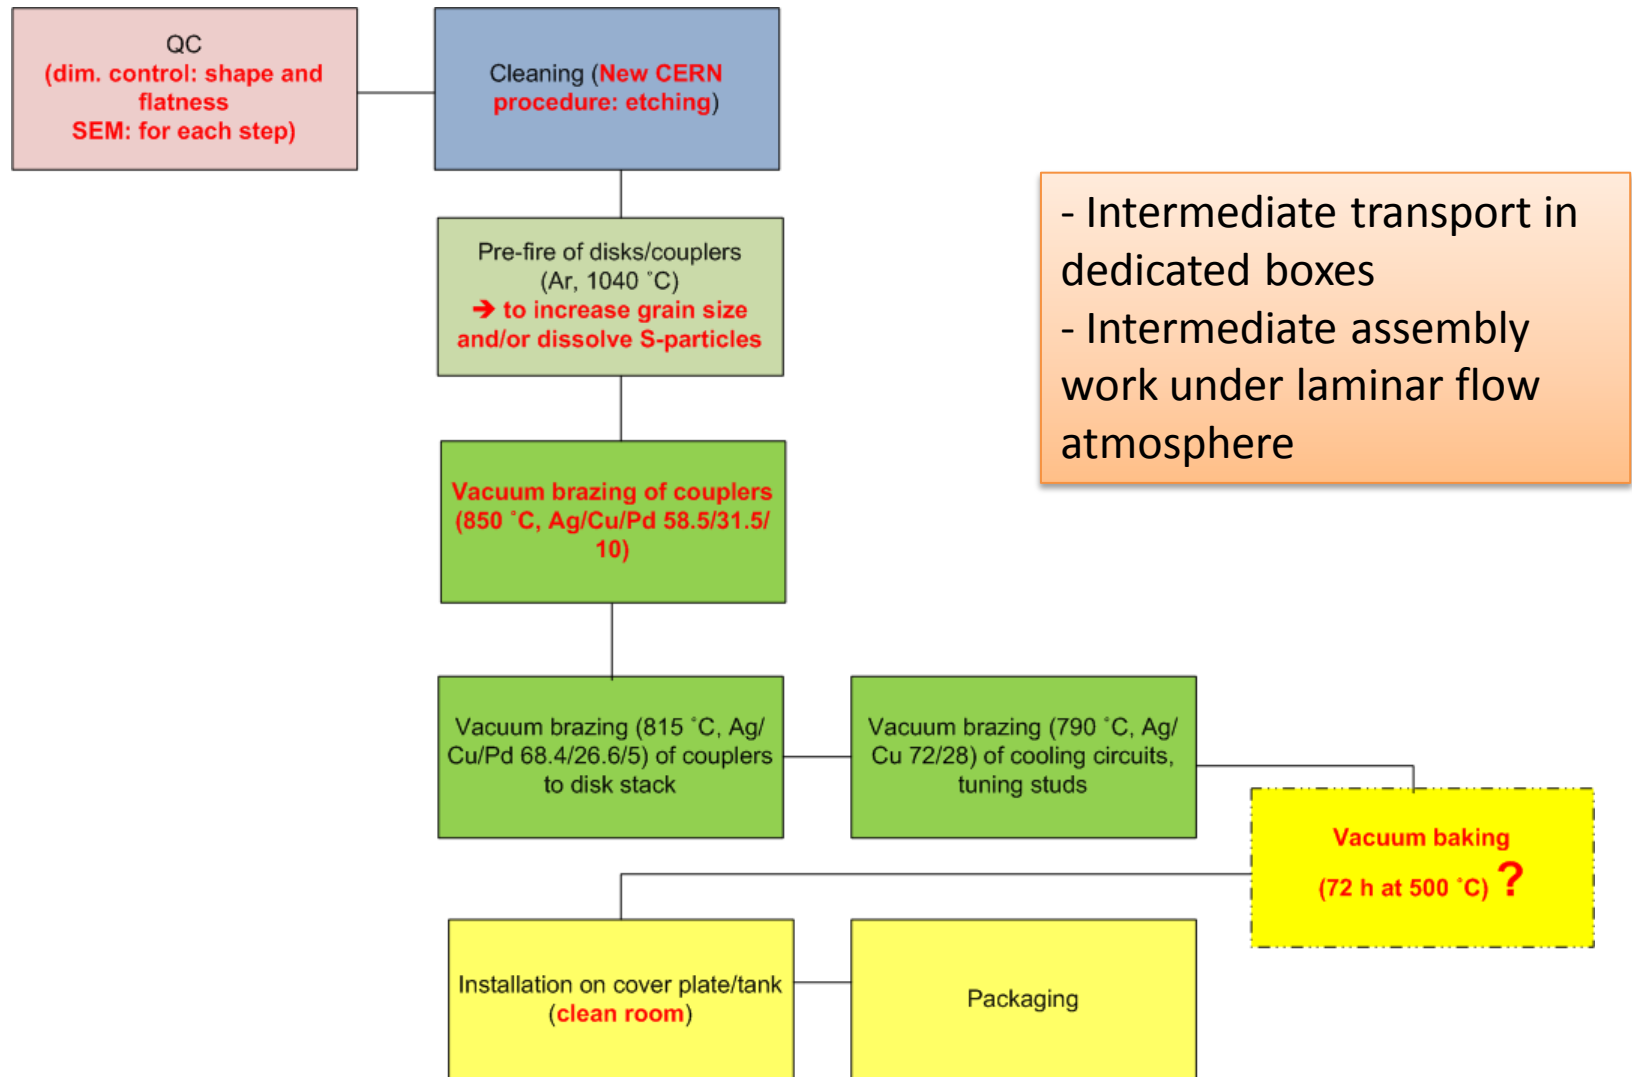 QC
(dim. control: shape and
flatness
SEM: for each step)
Cleaning (New CERN
procedure: etching)
Pre-fire of disks/couplers
(Ar, 1040 ˚C)
➔ to increase grain size
and/or dissolve S-particles
- Intermediate transport in
dedicated boxes
- Intermediate assembly
work under laminar flow
atmosphere
Vacuum brazing of couplers
(850 ˚C, Ag/Cu/Pd 58.5/31.5/
10)
Vacuum brazing (815 ˚C, Ag/
Cu/Pd 68.4/26.6/5) of couplers
to disk stack
Vacuum brazing (790 ˚C, Ag/
Cu 72/28) of cooling circuits,
tuning studs
Vacuum baking
(72 h at 500 ˚C) ?
Installation on cover plate/tank
(clean room)
Packaging